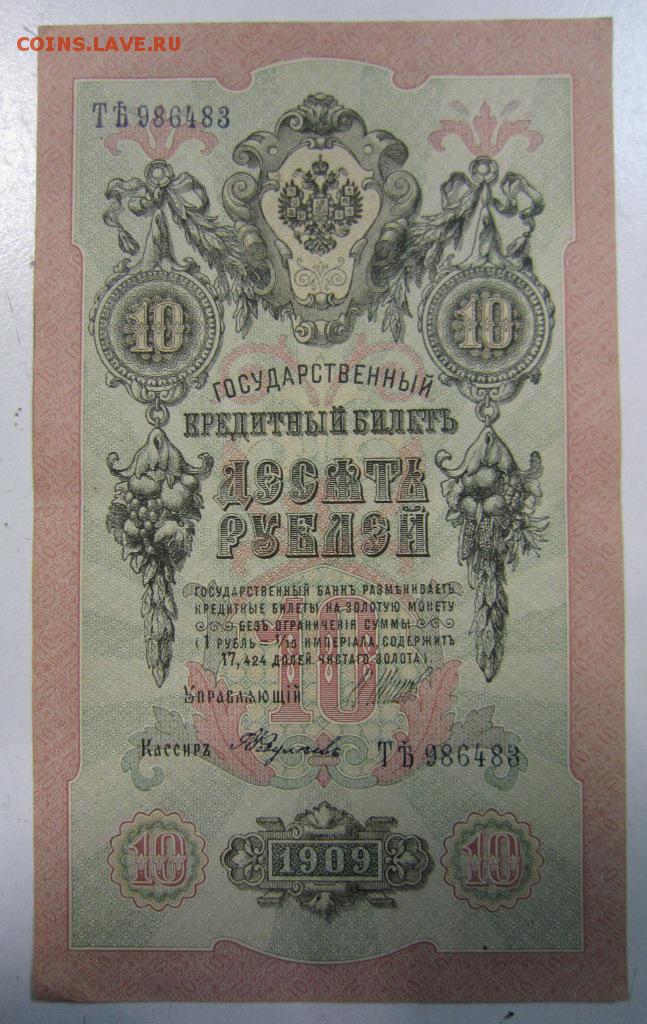 COINS.LAVE.RU
ТѢ 986483
10 10
ГОСУДАРСТВЕННЫЙ
КРЕДИТНЫЙ БИЛЕТЪ
ДЕСЯТЬ
РУБЛЕЙ
ГОСУДАРСТВЕННЫЙ БАНКЪ РАЗМѢНИВАЕТЪ
КРЕДИТНЫЕ БИЛЕТЫ НА ЗОЛОТУЮ МОНЕТУ
БЕЗЪ ОГРАНИЧЕНІЯ СУММЫ
(1 РУБЛЬ = 1/15 ИМПЕРІАЛА, СОДЕРЖИТЪ
17,424 ДОЛЕЙ ЧИСТАГО ЗОЛОТА)
10
УПРАВЛЯЮЩІЙ
КАССИРЪ
ТѢ 986483
10 1909 10